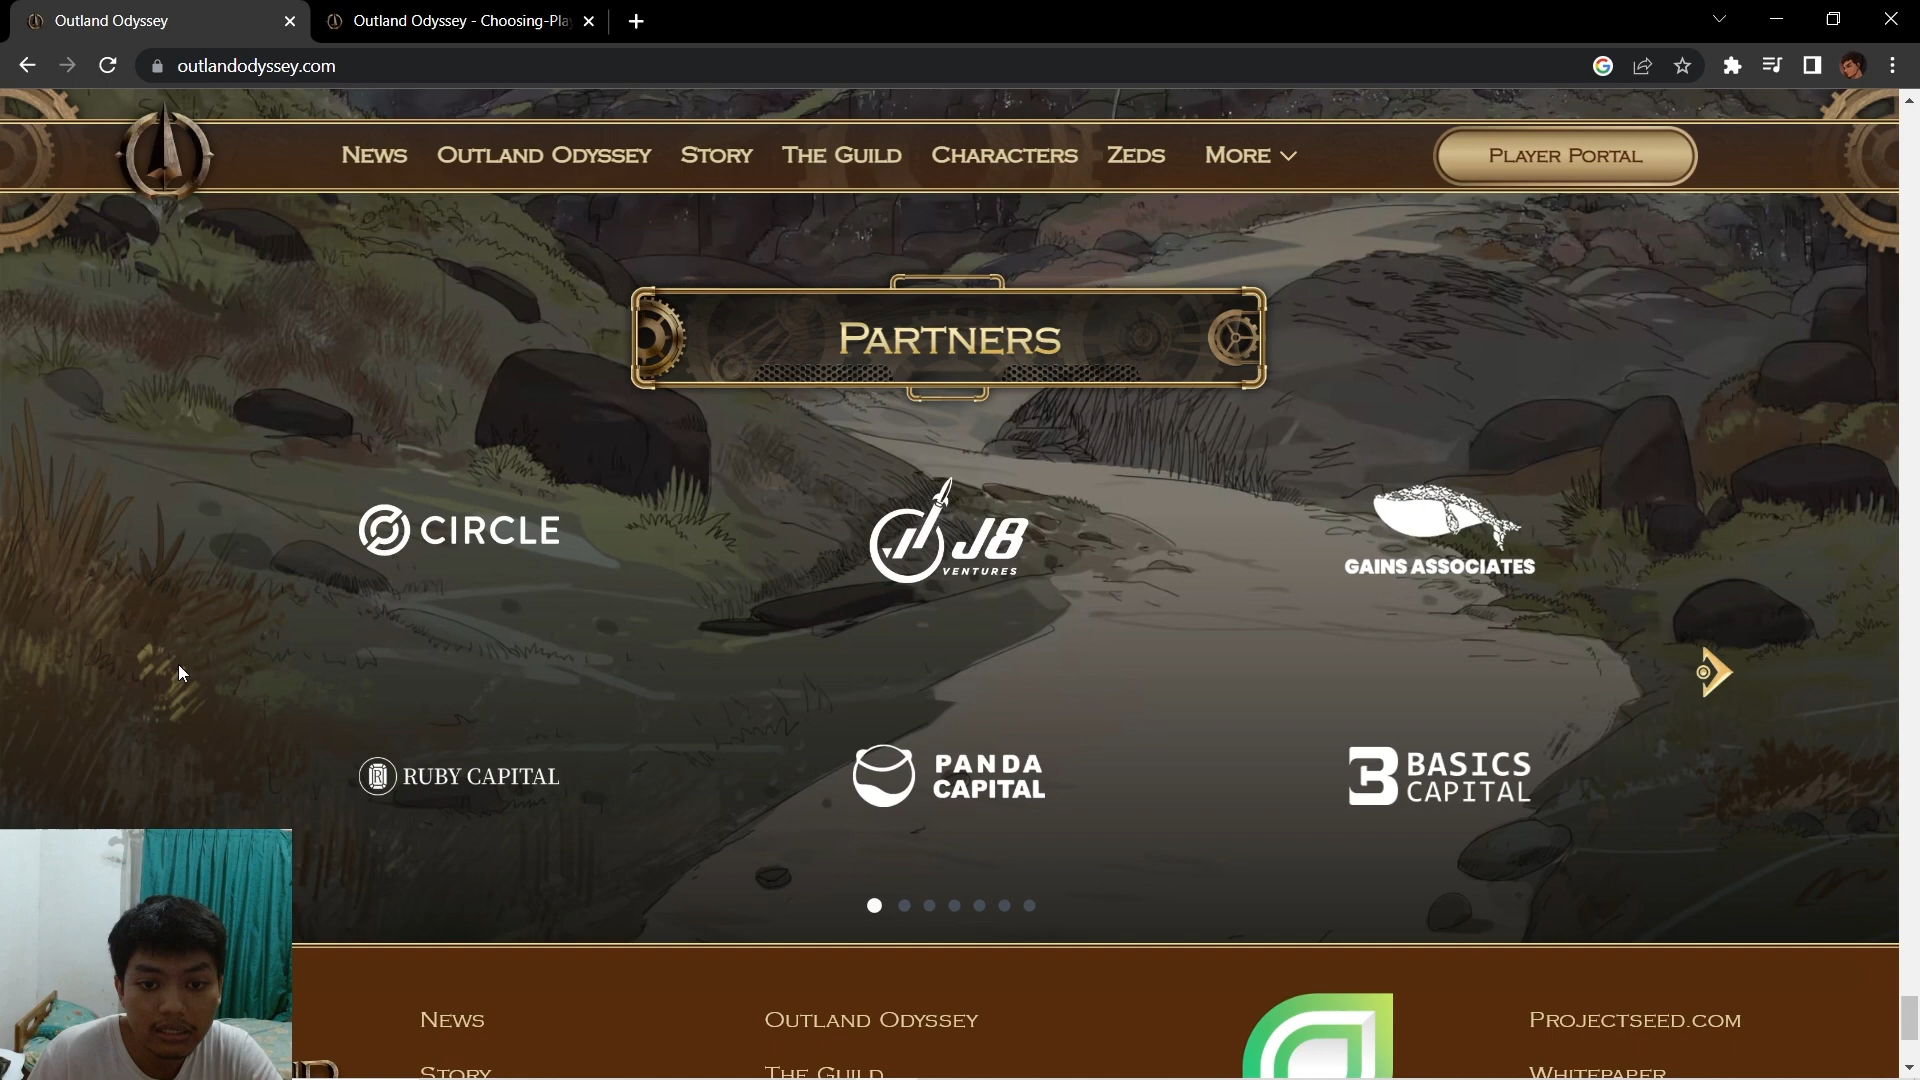 Outland Odyssey
Outland Odyssey - Choosing-Pla
outlandodyssey.com
News Outland Odyssey Story The Guild Characters Zeds More
Player Portal
Partners
CIRCLE
J8
VENTURES
GAINS ASSOCIATES
RUBY CAPITAL
PANDA
CAPITAL
BASICS
CAPITAL
News Outland Odyssey Projectseed.com
Story The Guild Whitepaper